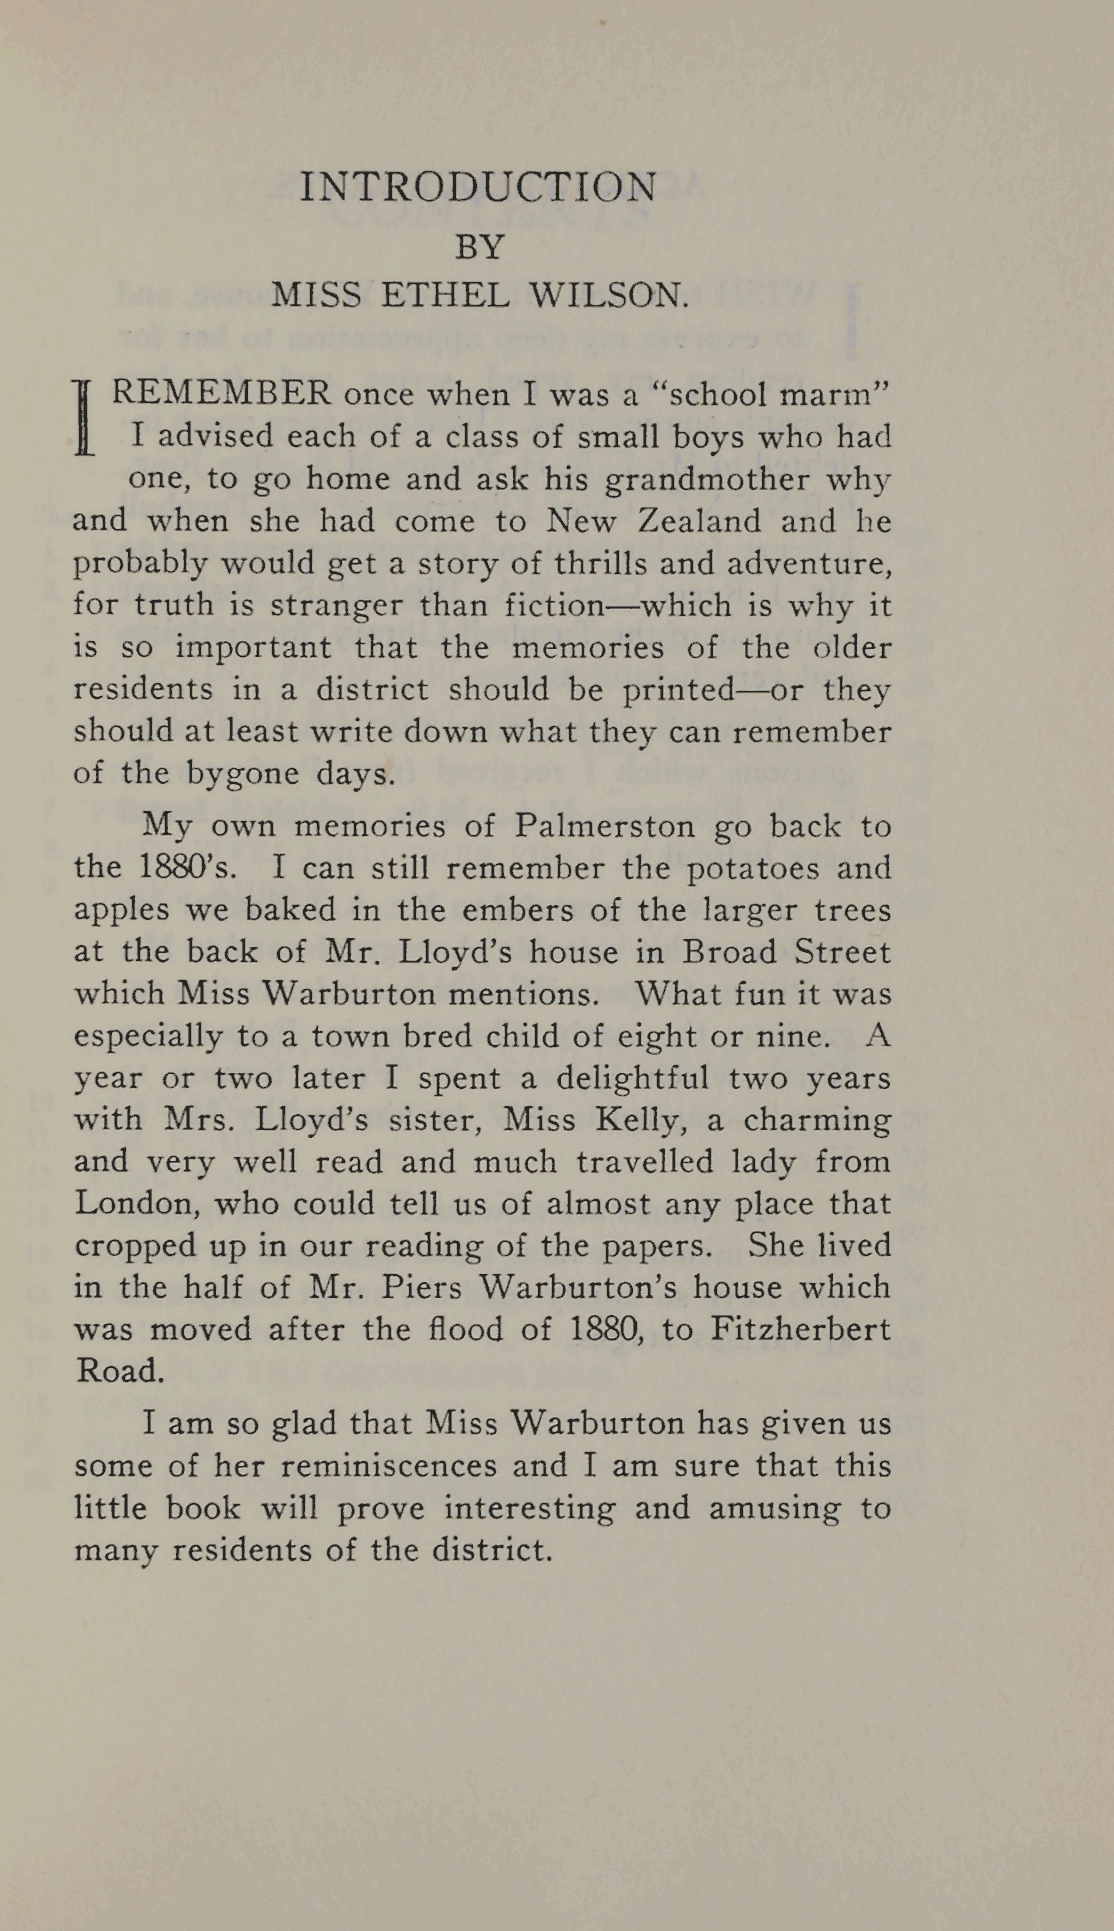 INTRODUCTION
BY
MISS ETHEL WILSON.
I REMEMBER once when I was a “school marm”
I advised each of a class of small boys who had
one, to go home and ask his grandmother why
and when she had come to New Zealand and he
probably would get a story of thrills and adventure,
for truth is stranger than fiction—which is why it
is so important that the memories of the older
residents in a district should be printed—or they
should at least write down what they can remember
of the bygone days.
My own memories of Palmerston go back to
the 1880’s. I can still remember the potatoes and
apples we baked in the embers of the larger trees
at the back of Mr. Lloyd’s house in Broad Street
which Miss Warburton mentions. What fun it was
especially to a town bred child of eight or nine. A
year or two later I spent a delightful two years
with Mrs. Lloyd’s sister, Miss Kelly, a charming
and very well read and much travelled lady from
London, who could tell us of almost any place that
cropped up in our reading of the papers. She lived
in the half of Mr. Piers Warburton’s house which
was moved after the flood of 1880, to Fitzherbert
Road.
I am so glad that Miss Warburton has given us
some of her reminiscences and I am sure that this
little book will prove interesting and amusing to
many residents of the district.